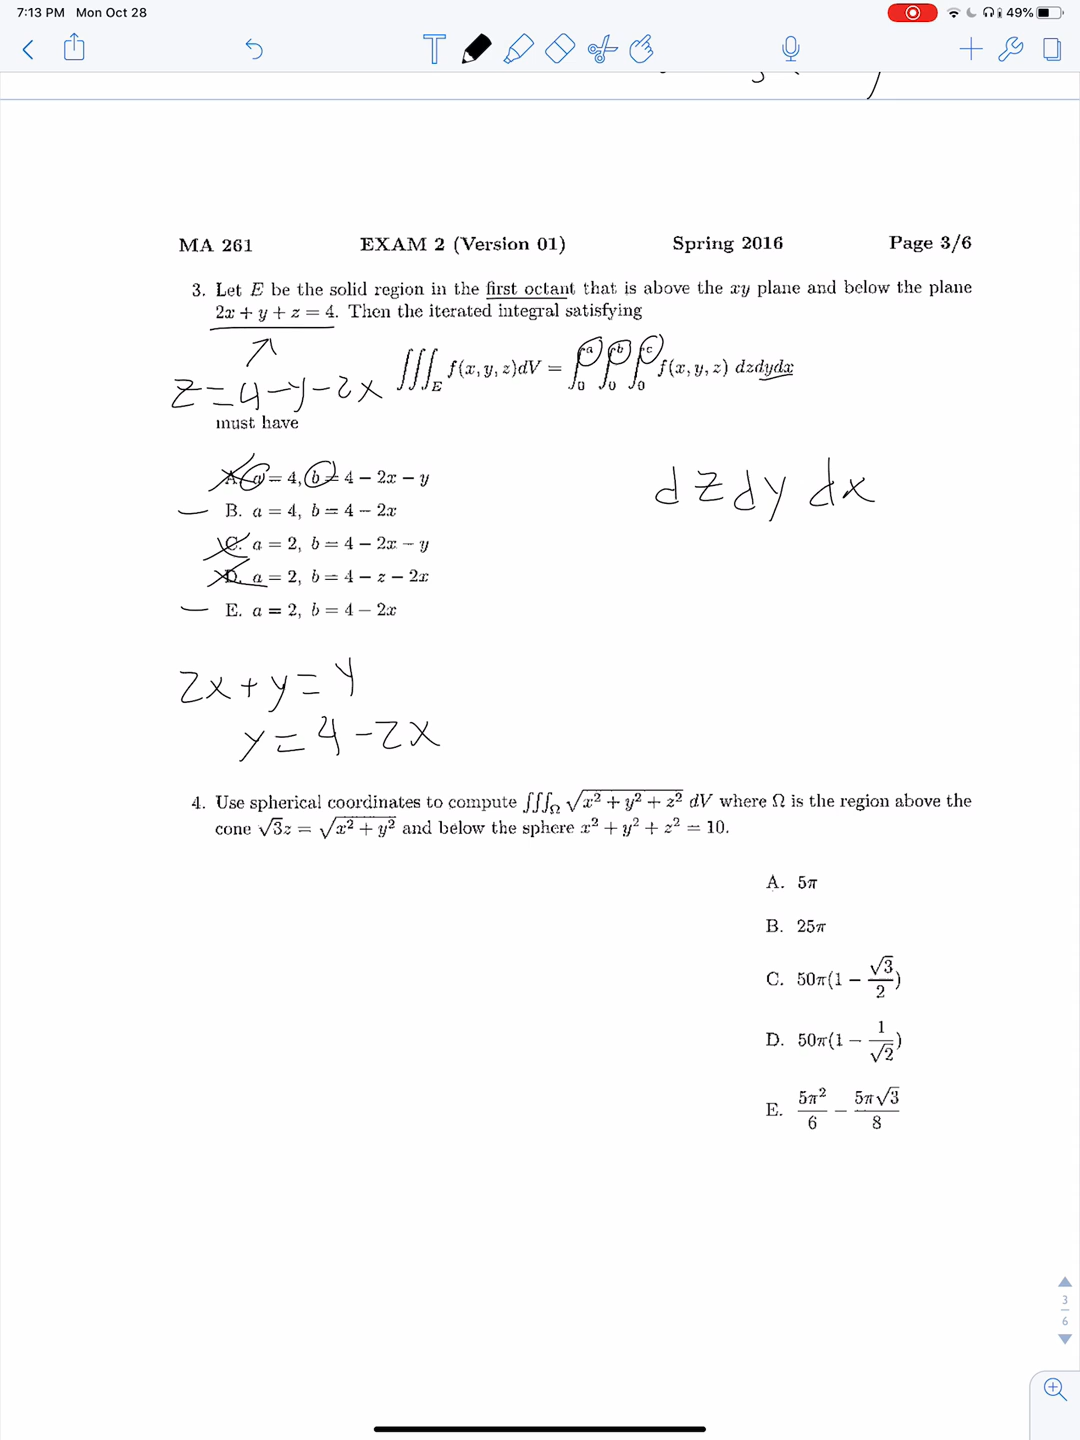 7:13 PM Mon Oct 28
49%
MA 261 EXAM 2 (Version 01) Spring 2016 Page 3/6
3. Let E be the solid region in the first octant that is above the xy plane and below the plane
2x + y + z = 4. Then the iterated integral satisfying
∭_E f(x, y, z)dV = ∫_0^a ∫_0^b ∫_0^c f(x, y, z) dzdydx
z = 4 - y - 2x
must have
A. a = 4, b = 4 − 2x − y
dz dy dx
B. a = 4, b = 4 − 2x
C. a = 2, b = 4 − 2x − y
D. a = 2, b = 4 − z − 2x
E. a = 2, b = 4 − 2x
2x + y = 4
y = 4 - 2x
4. Use spherical coordinates to compute ∭_Ω √(x² + y² + z²) dV where Ω is the region above the
cone √3z = √(x² + y²) and below the sphere x² + y² + z² = 10.
A. 5π
B. 25π
C. 50π(1 − √3/2)
D. 50π(1 − 1/√2)
E. 5π²/6 − 5π√3/8
3
6